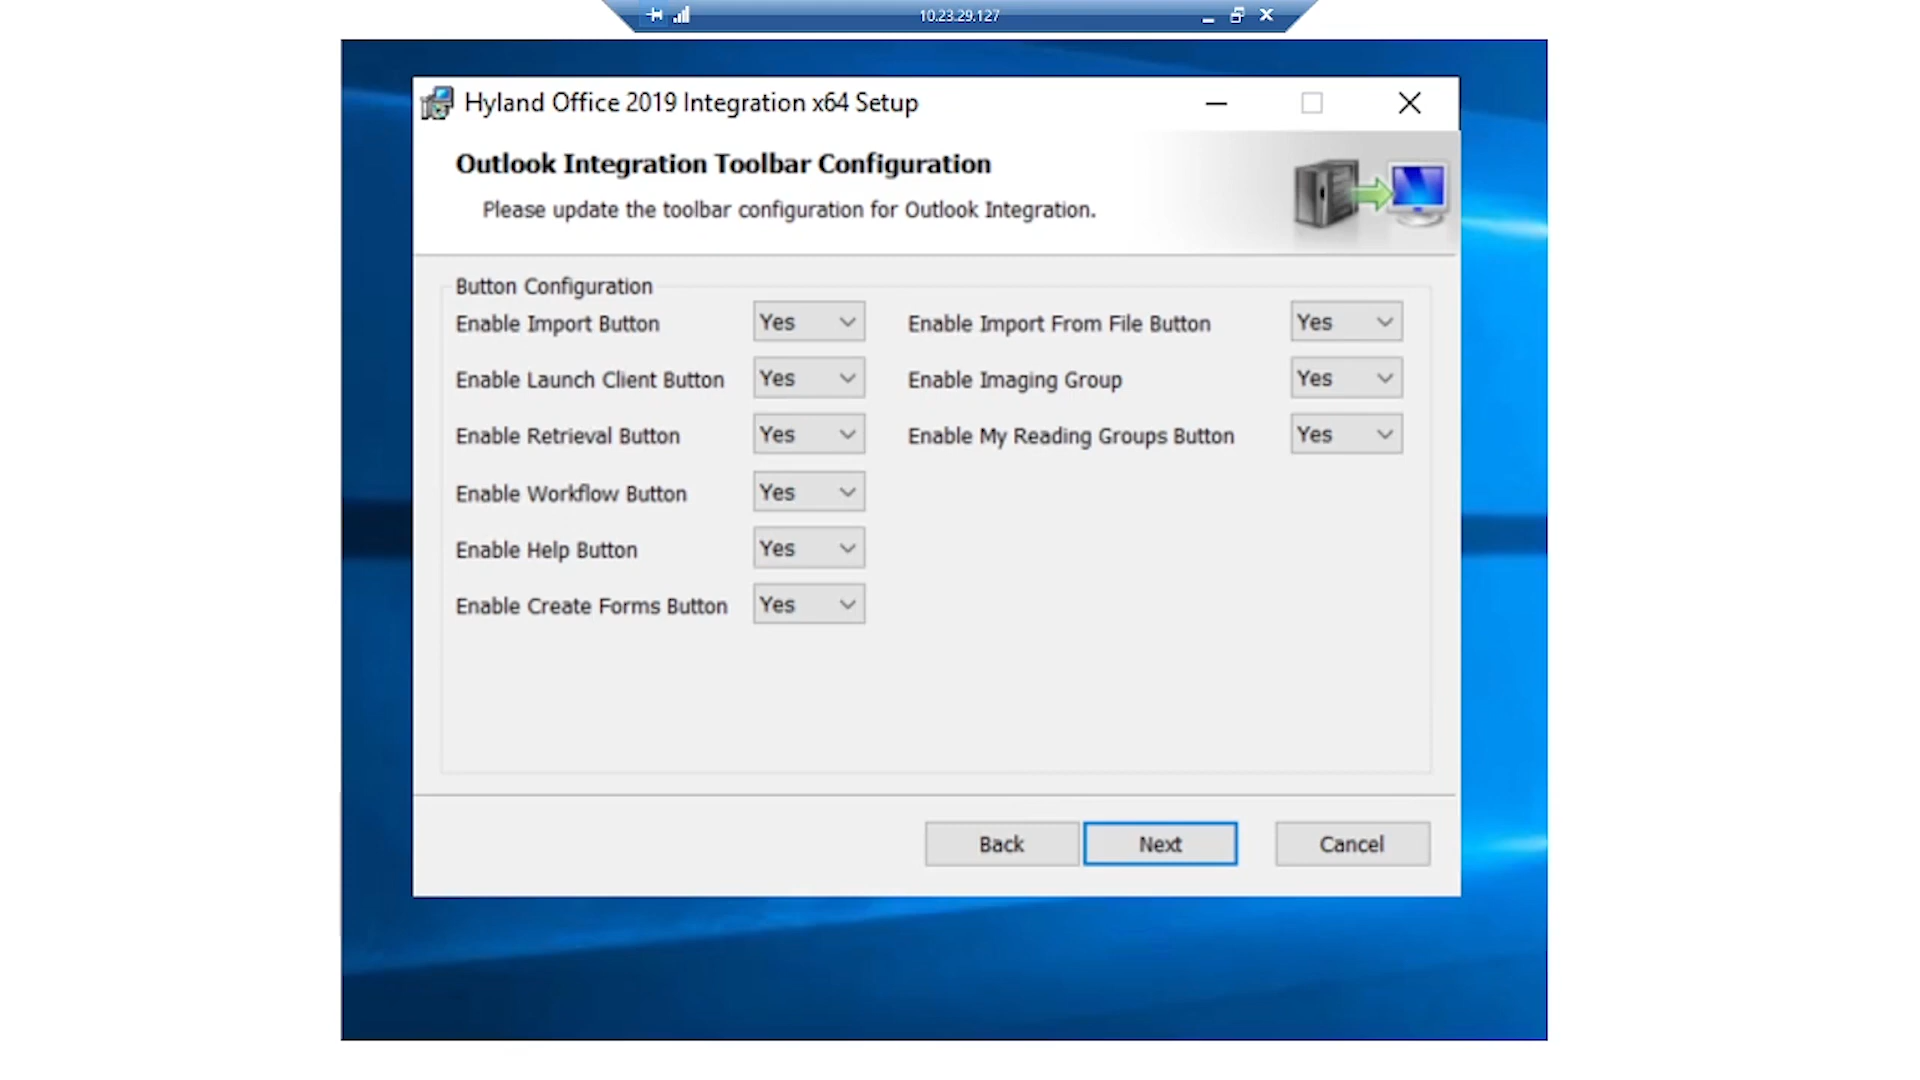 10.23.29.127
Hyland Office 2019 Integration x64 Setup
Outlook Integration Toolbar Configuration
Please update the toolbar configuration for Outlook Integration.
Button Configuration
Enable Import Button Yes Enable Import From File Button Yes
Enable Launch Client Button Yes Enable Imaging Group Yes
Enable Retrieval Button Yes Enable My Reading Groups Button Yes
Enable Workflow Button Yes
Enable Help Button Yes
Enable Create Forms Button Yes
Back Next Cancel